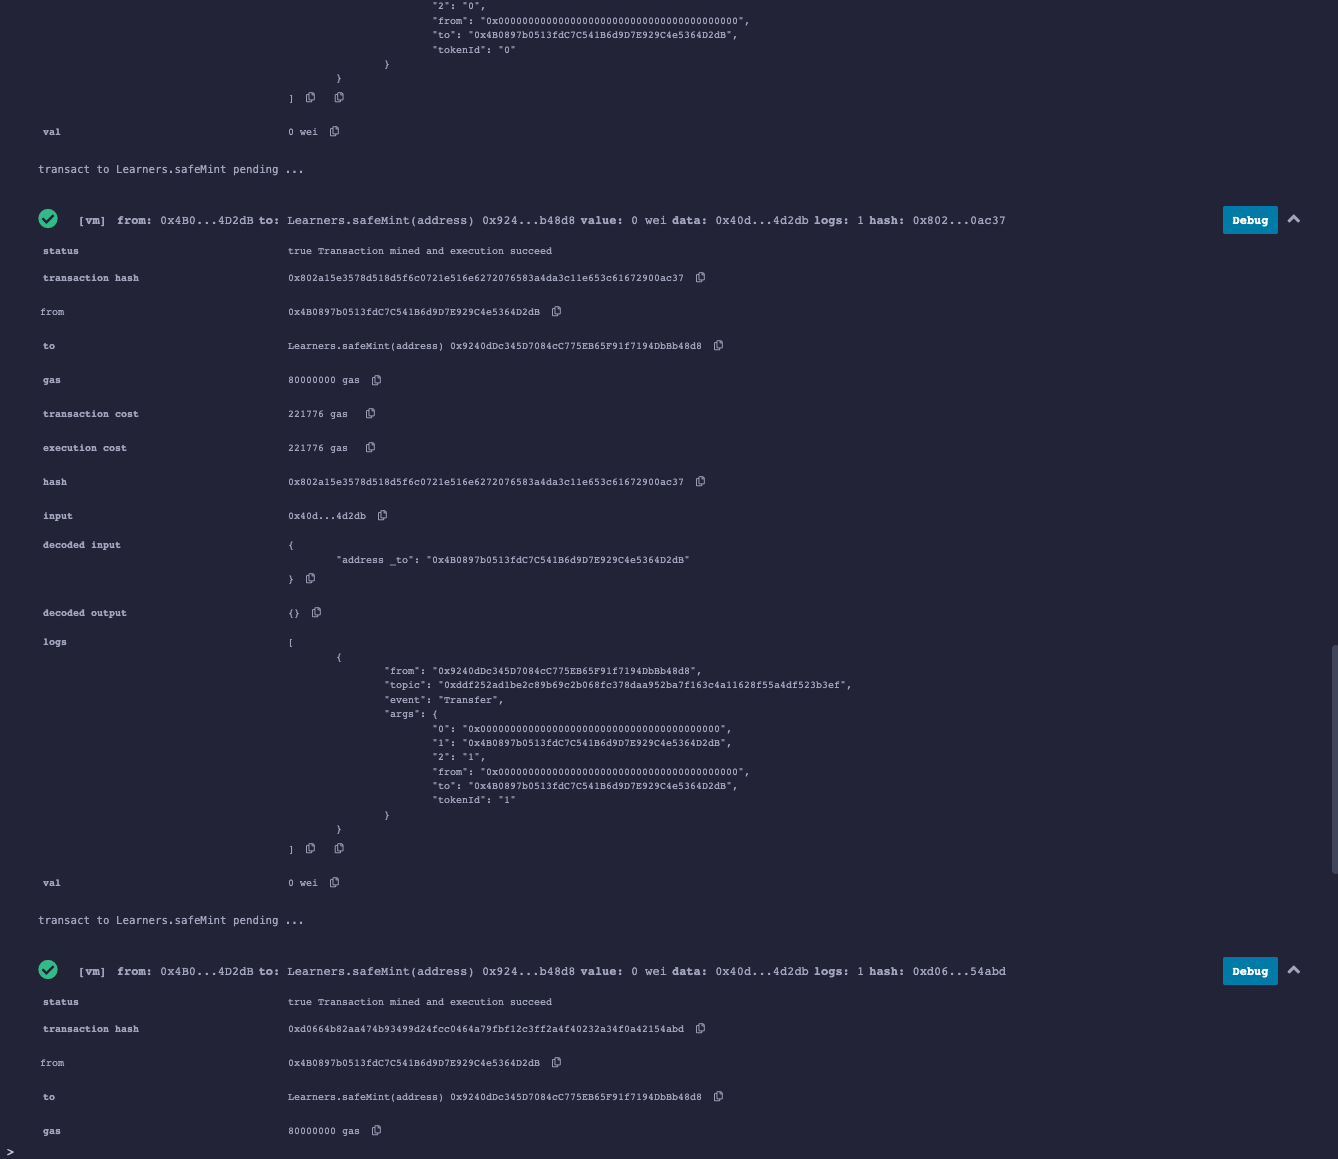 "2": "0",
"from": "0x0000000000000000000000000000000000000000",
"to": "0x4B0897b0513fdC7C541B6d9D7E929C4e5364D2dB",
"tokenId": "0"
}
}
]
val 0 wei
transact to Learners.safeMint pending ...
[vm] from: 0x4B0...4D2dB to: Learners.safeMint(address) 0x924...b48d8 value: 0 wei data: 0x40d...4d2db logs: 1 hash: 0x802...0ac37 Debug
status true Transaction mined and execution succeed
transaction hash 0x802a15e3578d518d5f6c0721e516e6272076583a4da3c11e653c61672900ac37
from 0x4B0897b0513fdC7C541B6d9D7E929C4e5364D2dB
to Learners.safeMint(address) 0x9240dDc345D7084cC775EB65F91f7194DbBb48d8
gas 80000000 gas
transaction cost 221776 gas
execution cost 221776 gas
hash 0x802a15e3578d518d5f6c0721e516e6272076583a4da3c11e653c61672900ac37
input 0x40d...4d2db
decoded input {
"address _to": "0x4B0897b0513fdC7C541B6d9D7E929C4e5364D2dB"
}
decoded output {}
logs [
{
"from": "0x9240dDc345D7084cC775EB65F91f7194DbBb48d8",
"topic": "0xddf252ad1be2c89b69c2b068fc378daa952ba7f163c4a11628f55a4df523b3ef",
"event": "Transfer",
"args": {
"0": "0x0000000000000000000000000000000000000000",
"1": "0x4B0897b0513fdC7C541B6d9D7E929C4e5364D2dB",
"2": "1",
"from": "0x0000000000000000000000000000000000000000",
"to": "0x4B0897b0513fdC7C541B6d9D7E929C4e5364D2dB",
"tokenId": "1"
}
}
]
val 0 wei
transact to Learners.safeMint pending ...
[vm] from: 0x4B0...4D2dB to: Learners.safeMint(address) 0x924...b48d8 value: 0 wei data: 0x40d...4d2db logs: 1 hash: 0xd06...54abd Debug
status true Transaction mined and execution succeed
transaction hash 0xd0664b82aa474b93499d24fcc0464a79fbf12c3ff2a4f40232a34f0a42154abd
from 0x4B0897b0513fdC7C541B6d9D7E929C4e5364D2dB
to Learners.safeMint(address) 0x9240dDc345D7084cC775EB65F91f7194DbBb48d8
gas 80000000 gas
>